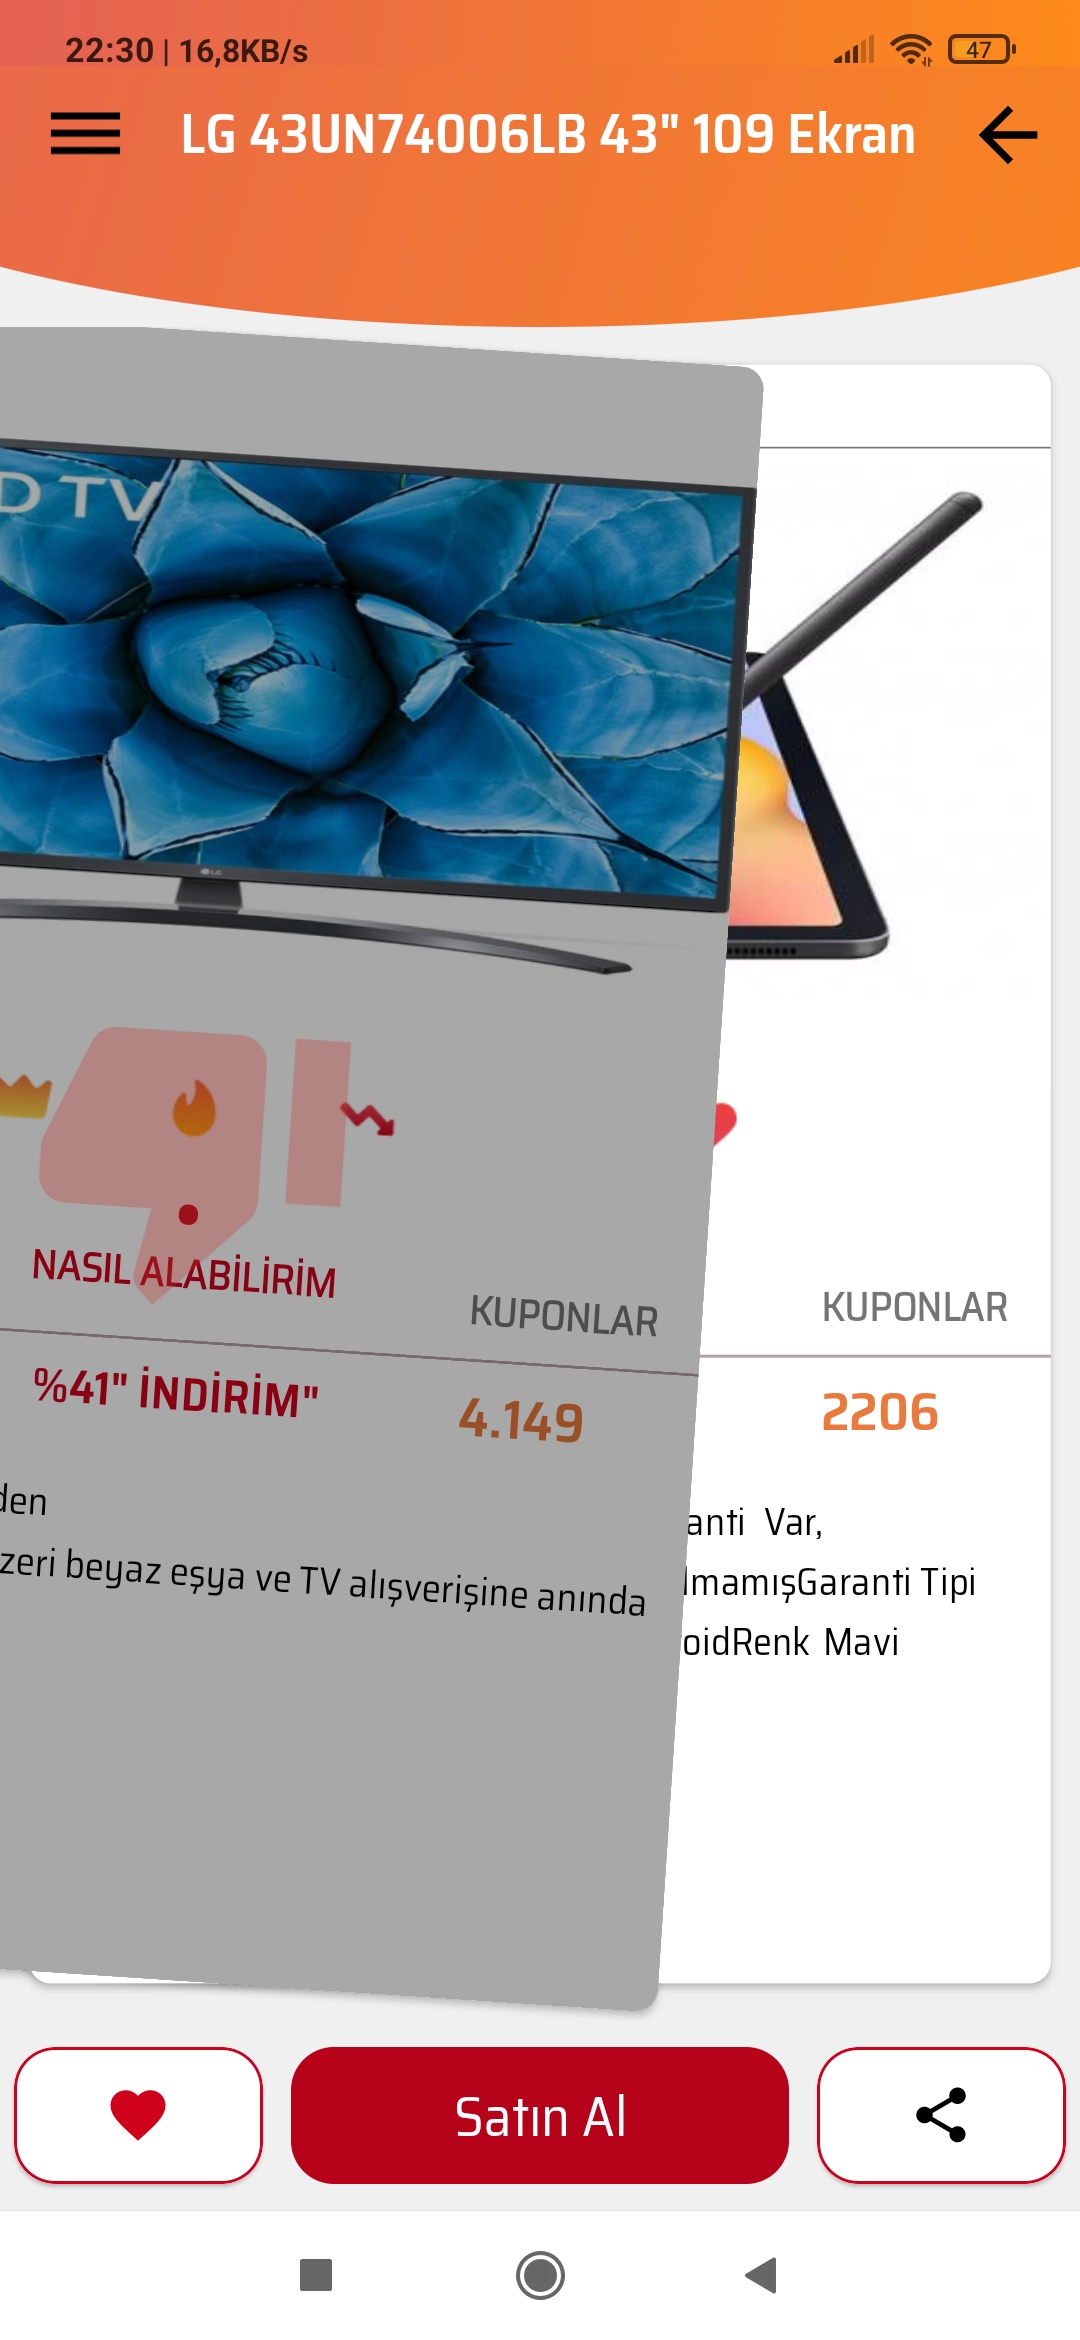 22:30 | 16,8KB/s
47
LG 43UN74006LB 43" 109 Ekran
D TV
LG
NASIL ALABİLİRİM
KUPONLAR
KUPONLAR
%41" İNDİRİM"
4.149
2206
den
zeri beyaz eşya ve TV alışverişine anında
anti Var,
lmamışGaranti Tipi
oidRenk Mavi
Satın Al